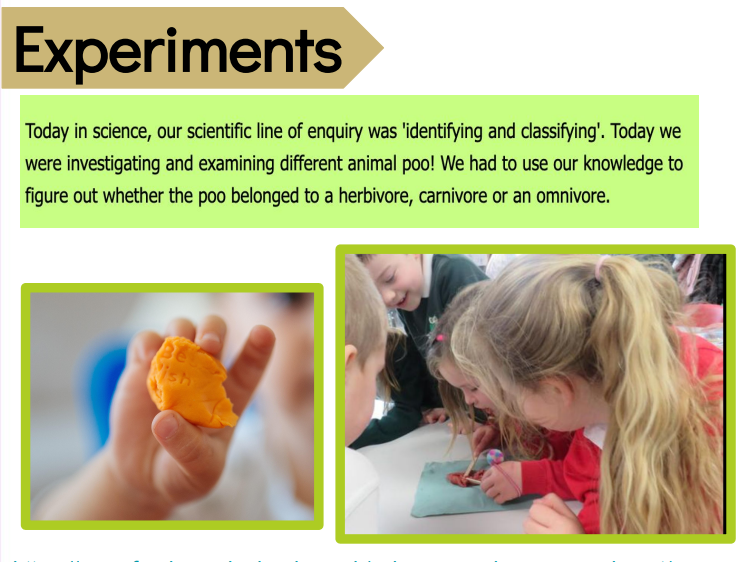 Experiments
Today in science, our scientific line of enquiry was 'identifying and classifying'. Today we
were investigating and examining different animal poo! We had to use our knowledge to
figure out whether the poo belonged to a herbivore, carnivore or an omnivore.